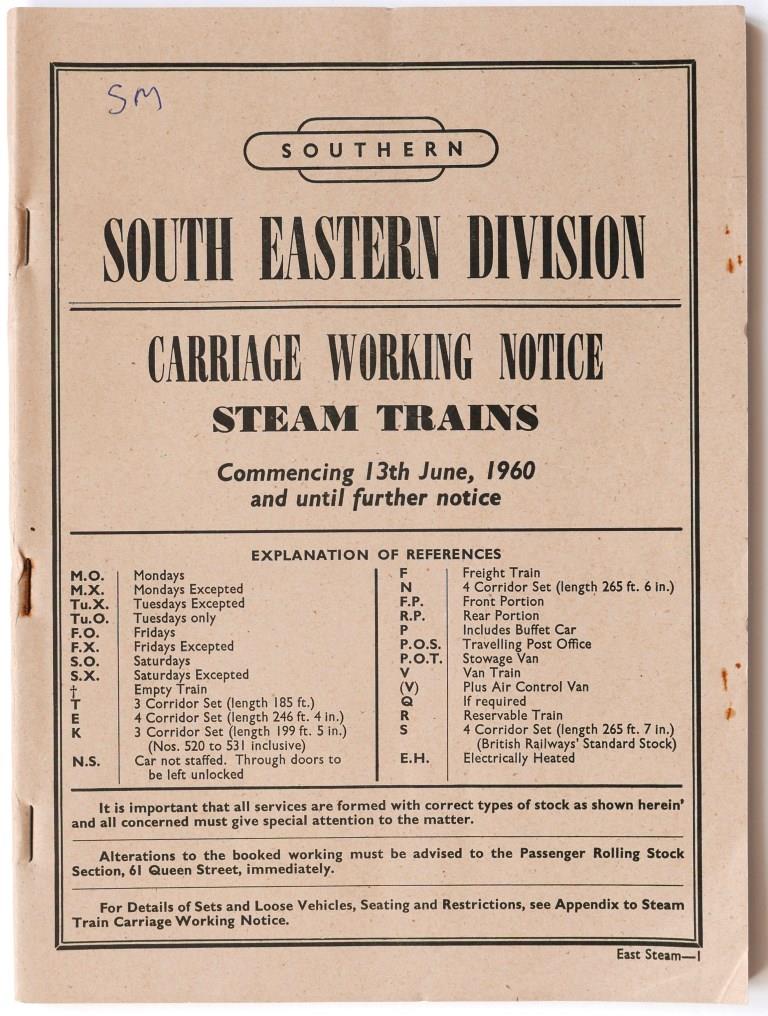 SM
SOUTHERN
SOUTH EASTERN DIVISION
CARRIAGE WORKING NOTICE
STEAM TRAINS
Commencing 13th June, 1960
and until further notice
EXPLANATION OF REFERENCES
M.O. Mondays
M.X. Mondays Excepted
Tu.X. Tuesdays Excepted
Tu.O. Tuesdays only
F.O. Fridays
F.X. Fridays Excepted
S.O. Saturdays
S.X. Saturdays Excepted
† Empty Train
T 3 Corridor Set (length 185 ft.)
E 4 Corridor Set (length 246 ft. 4 in.)
K 3 Corridor Set (length 199 ft. 5 in.)
(Nos. 520 to 531 inclusive)
N.S. Car not staffed. Through doors to
be left unlocked
F Freight Train
N 4 Corridor Set (length 265 ft. 6 in.)
F.P. Front Portion
R.P. Rear Portion
P Includes Buffet Car
P.O.S. Travelling Post Office
P.O.T. Stowage Van
V Van Train
(V) Plus Air Control Van
Q If required
R Reservable Train
S 4 Corridor Set (length 265 ft. 7 in.)
(British Railways' Standard Stock)
E.H. Electrically Heated
It is important that all services are formed with correct types of stock as shown herein'
and all concerned must give special attention to the matter.
Alterations to the booked working must be advised to the Passenger Rolling Stock
Section, 61 Queen Street, immediately.
For Details of Sets and Loose Vehicles, Seating and Restrictions, see Appendix to Steam
Train Carriage Working Notice.
East Steam—1